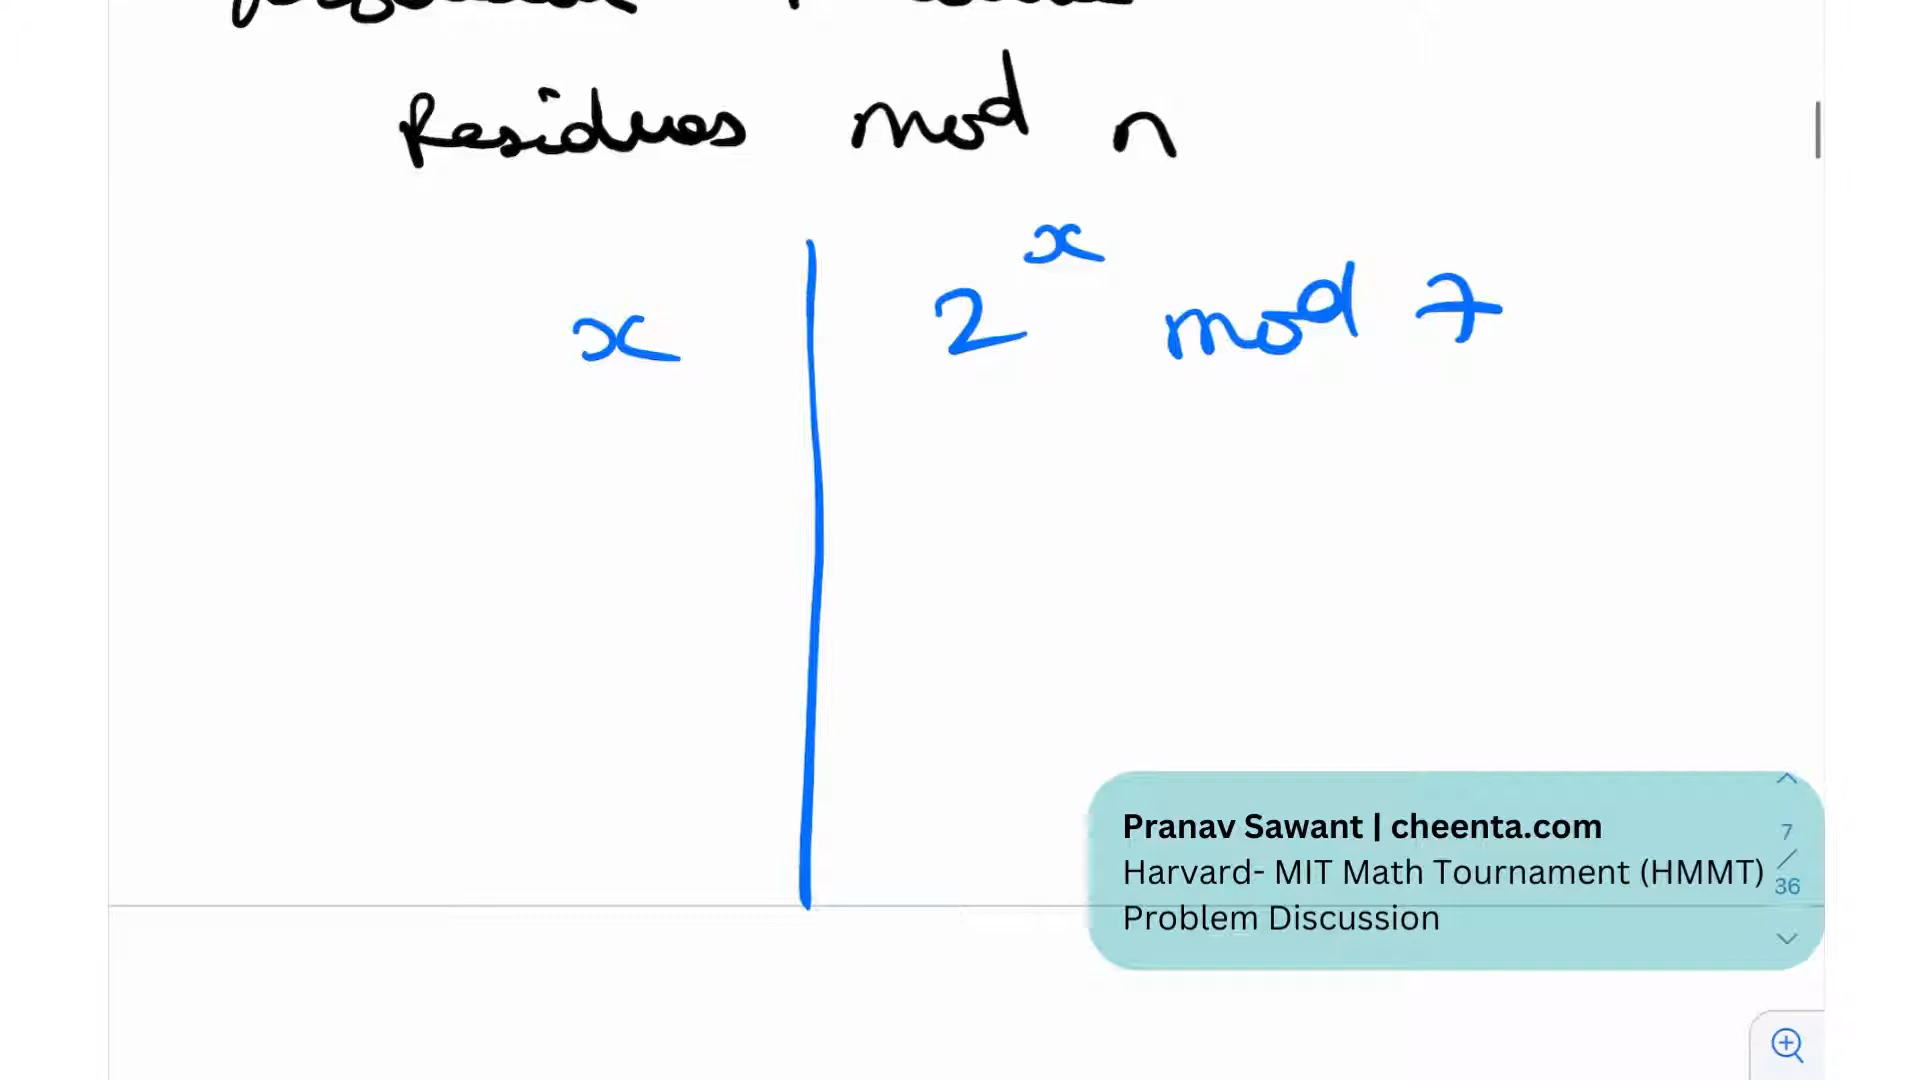 Residues mod n
x | 2^x mod 7
Pranav Sawant | cheenta.com
Harvard- MIT Math Tournament (HMMT)
Problem Discussion
7
/
36